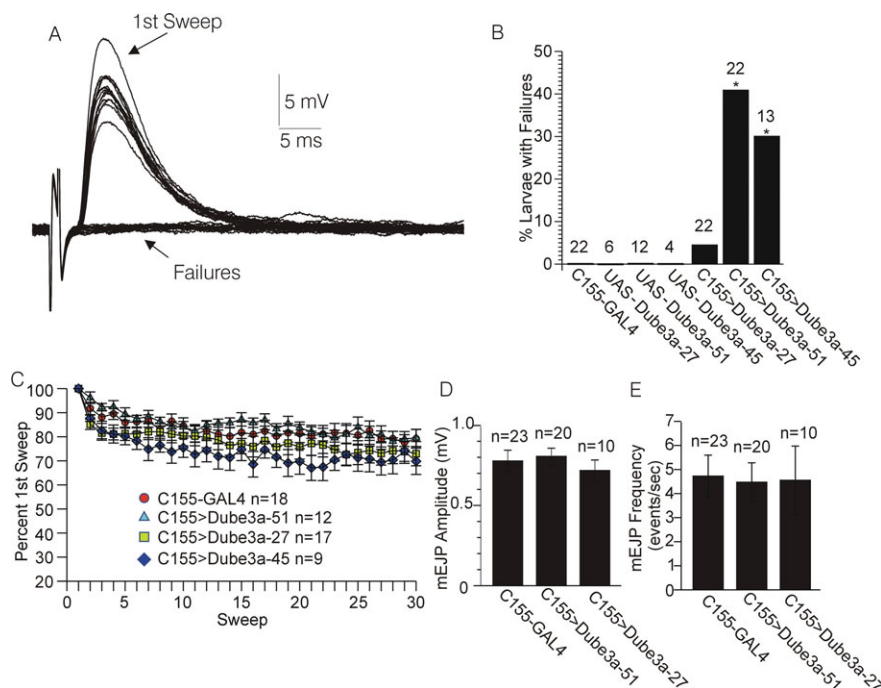 A
1st Sweep
5 mV
5 ms
Failures
B
% Larvae with Failures
50
40
30
20
10
0
22
6
12
4
22
22
*
13
*
C155-GAL4
UAS-Dube3a-27
UAS-Dube3a-51
UAS-Dube3a-45
C155>Dube3a-27
C155>Dube3a-51
C155>Dube3a-45
C
Percent 1st Sweep
100
90
80
70
60
50
40
30
20
0
5
10
15
20
25
30
Sweep
C155-GAL4 n=18
C155>Dube3a-51 n=12
C155>Dube3a-27 n=17
C155>Dube3a-45 n=9
D
mEJP Amplitude (mV)
1.0
0.5
0
n=23
n=20
n=10
C155-GAL4
C155>Dube3a-51
C155>Dube3a-27
E
mEJP Frequency
(events/sec)
7
6
5
4
3
2
1
0
n=23
n=20
n=10
C155-GAL4
C155>Dube3a-51
C155>Dube3a-27